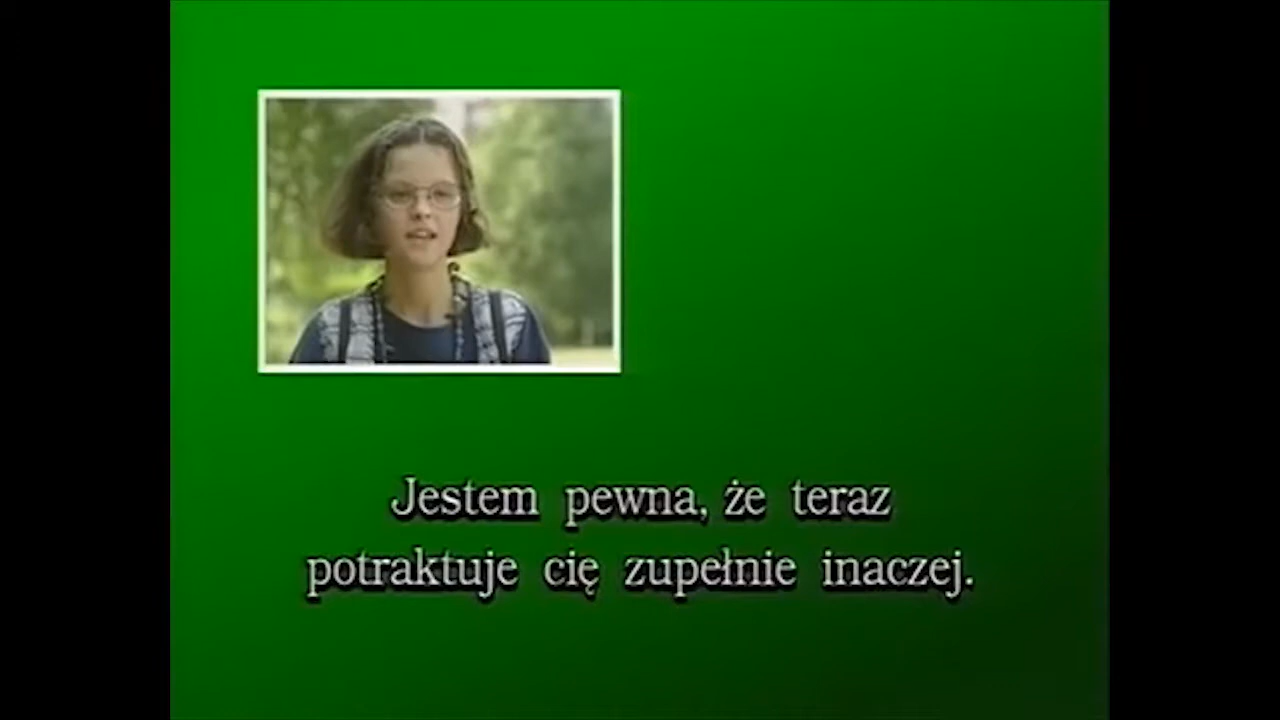 Jestem pewna, że teraz
potraktuje cię zupełnie inaczej.